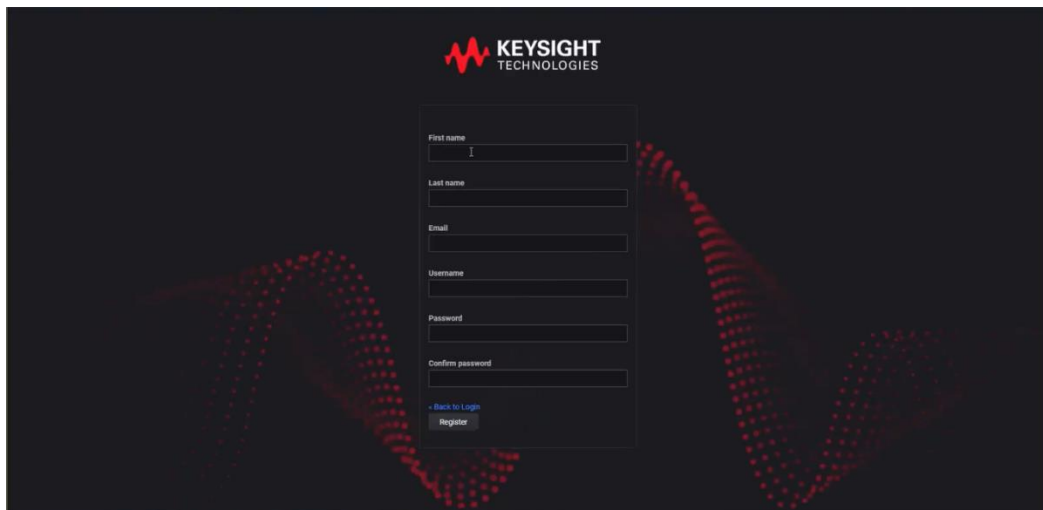 KEYSIGHT
TECHNOLOGIES
First name
Last name
Email
Username
Password
Confirm password
« Back to Login
Register